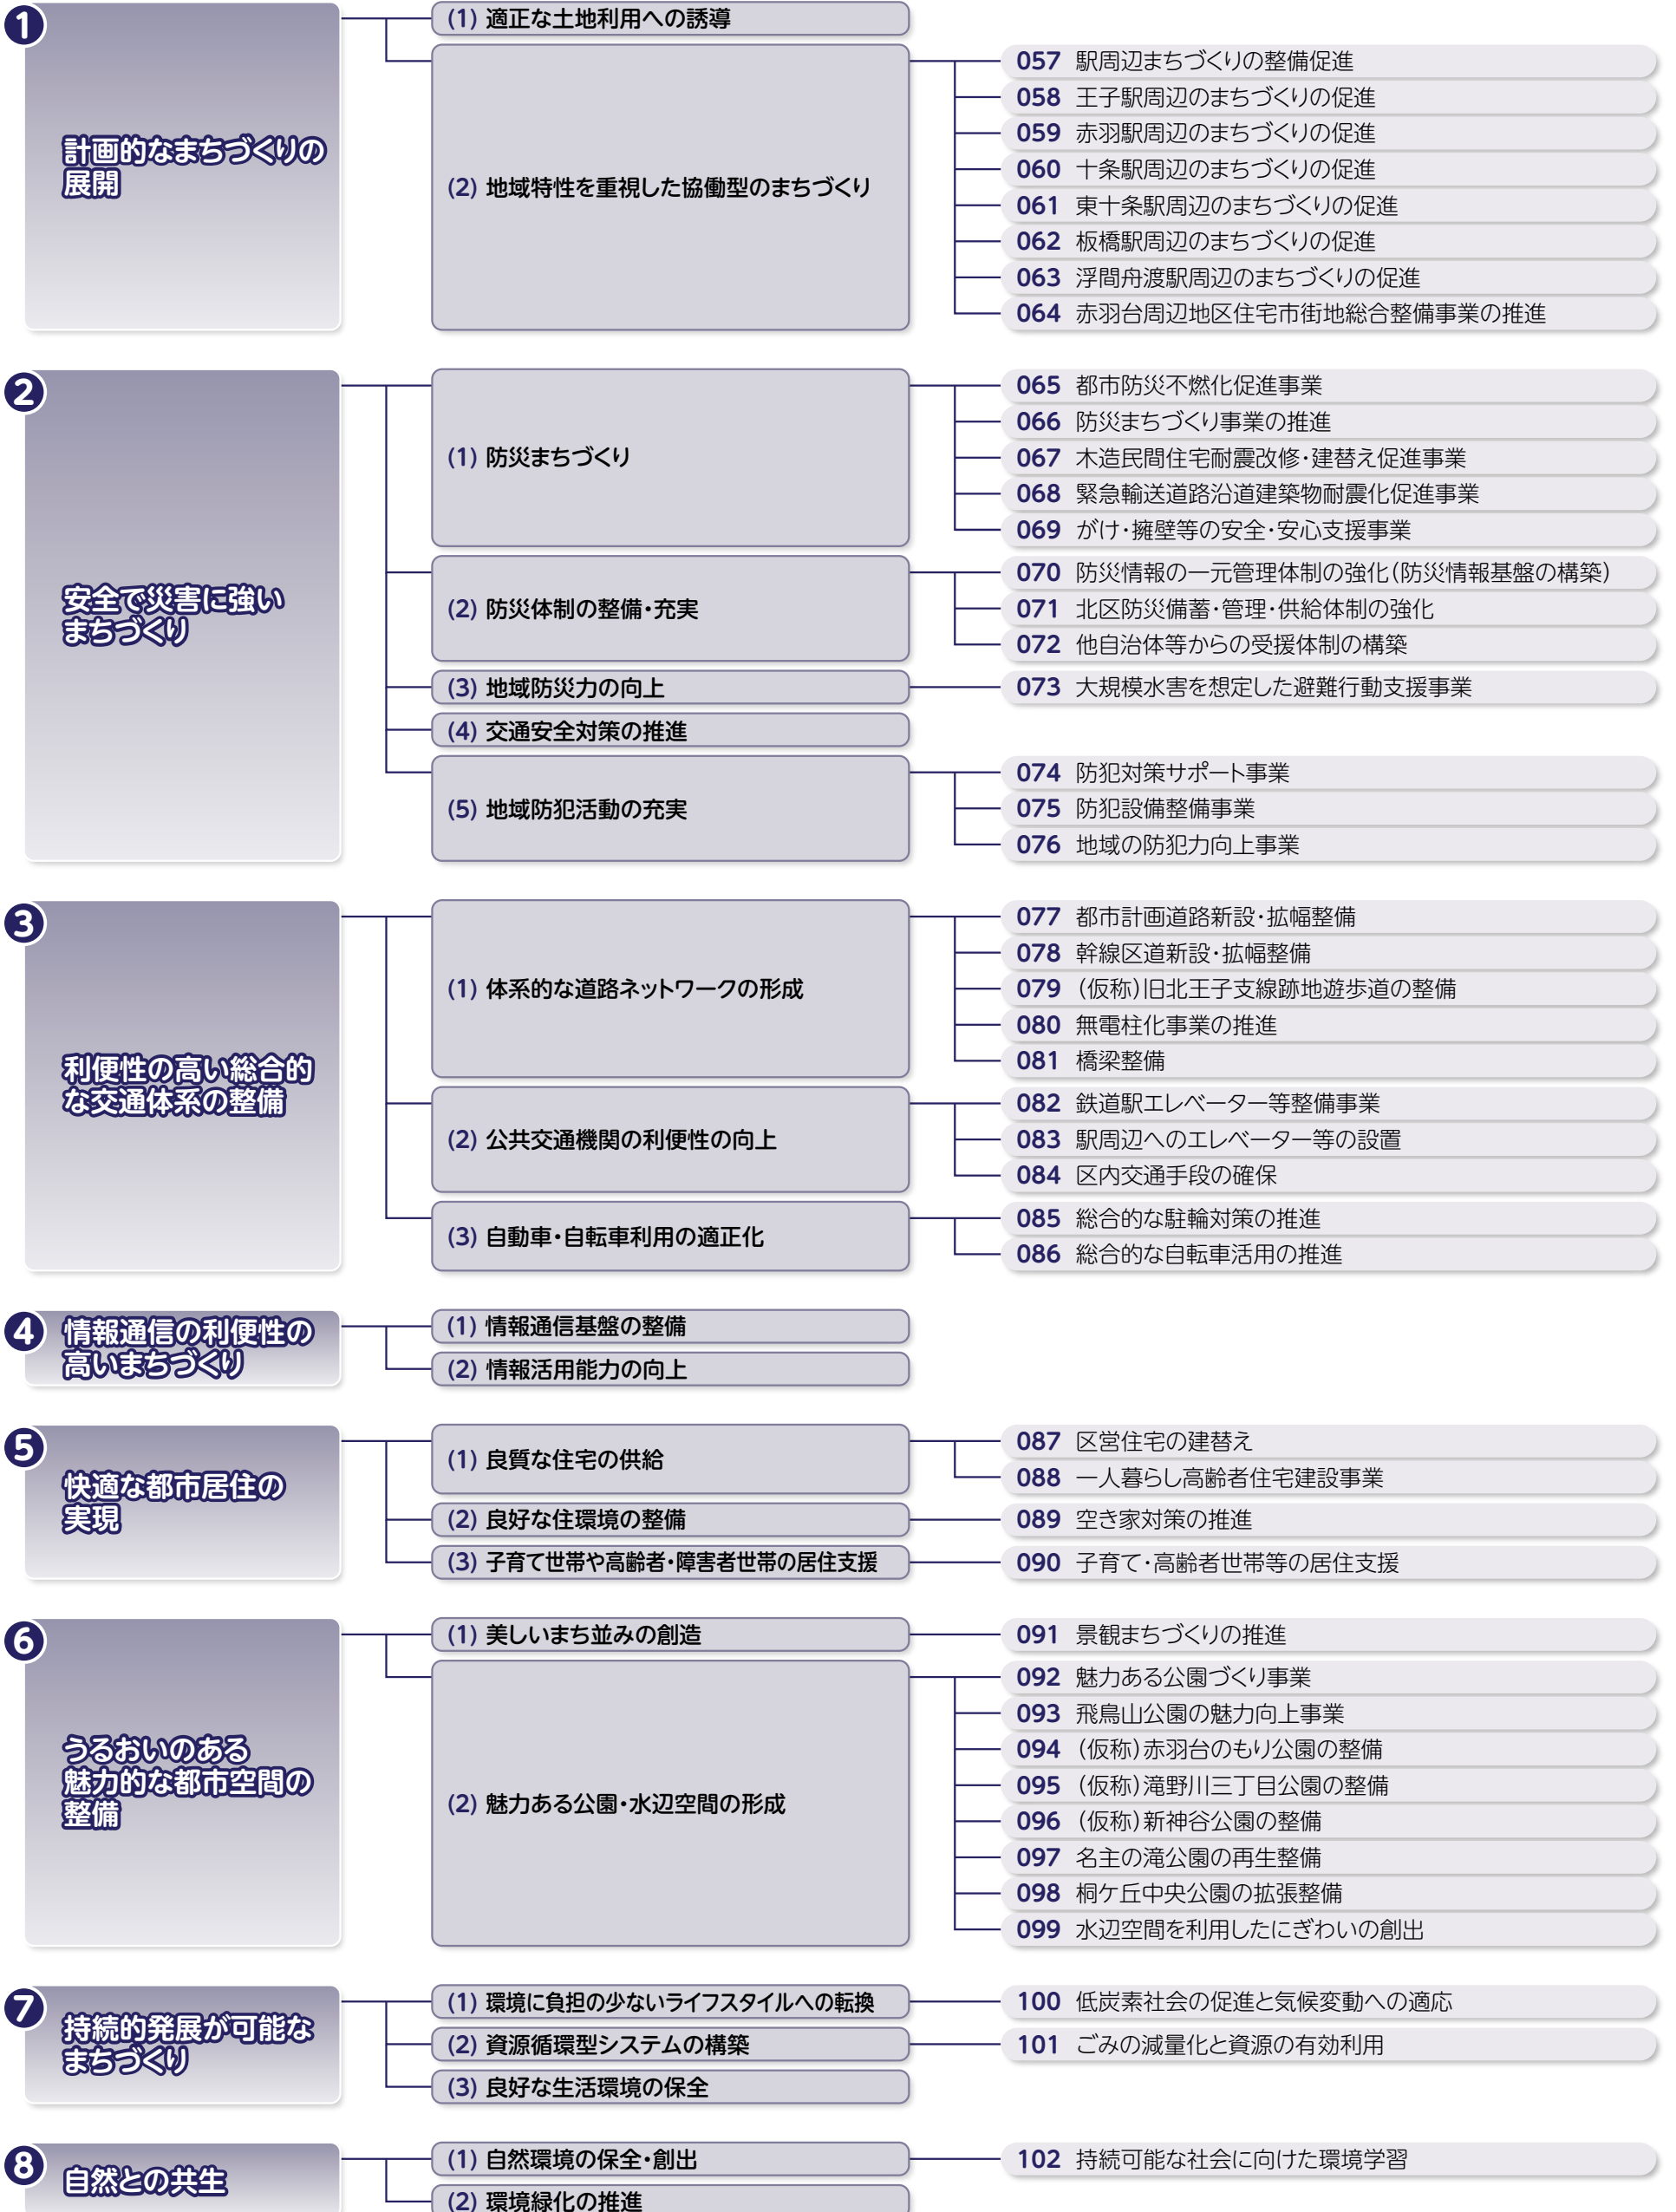 1
計画的なまちづくりの
展開
(1) 適正な土地利用への誘導
(2) 地域特性を重視した協働型のまちづくり
057 駅周辺まちづくりの整備促進
058 王子駅周辺のまちづくりの促進
059 赤羽駅周辺のまちづくりの促進
060 十条駅周辺のまちづくりの促進
061 東十条駅周辺のまちづくりの促進
062 板橋駅周辺のまちづくりの促進
063 浮間舟渡駅周辺のまちづくりの促進
064 赤羽台周辺地区住宅市街地総合整備事業の推進
2
安全で災害に強い
まちづくり
(1) 防災まちづくり
065 都市防災不燃化促進事業
066 防災まちづくり事業の推進
067 木造民間住宅耐震改修・建替え促進事業
068 緊急輸送道路沿道建築物耐震化促進事業
069 がけ・擁壁等の安全・安心支援事業
(2) 防災体制の整備・充実
070 防災情報の一元管理体制の強化(防災情報基盤の構築)
071 北区防災備蓄・管理・供給体制の強化
072 他自治体等からの受援体制の構築
(3) 地域防災力の向上
073 大規模水害を想定した避難行動支援事業
(4) 交通安全対策の推進
(5) 地域防犯活動の充実
074 防犯対策サポート事業
075 防犯設備整備事業
076 地域の防犯力向上事業
3
利便性の高い総合的
な交通体系の整備
(1) 体系的な道路ネットワークの形成
077 都市計画道路新設・拡幅整備
078 幹線区道新設・拡幅整備
079 (仮称)旧北王子支線跡地遊歩道の整備
080 無電柱化事業の推進
081 橋梁整備
(2) 公共交通機関の利便性の向上
082 鉄道駅エレベーター等整備事業
083 駅周辺へのエレベーター等の設置
084 区内交通手段の確保
(3) 自動車・自転車利用の適正化
085 総合的な駐輪対策の推進
086 総合的な自転車活用の推進
4
情報通信の利便性の
高いまちづくり
(1) 情報通信基盤の整備
(2) 情報活用能力の向上
5
快適な都市居住の
実現
(1) 良質な住宅の供給
087 区営住宅の建替え
088 一人暮らし高齢者住宅建設事業
(2) 良好な住環境の整備
089 空き家対策の推進
(3) 子育て世帯や高齢者・障害者世帯の居住支援
090 子育て・高齢者世帯等の居住支援
6
うるおいのある
魅力的な都市空間の
整備
(1) 美しいまち並みの創造
091 景観まちづくりの推進
(2) 魅力ある公園・水辺空間の形成
092 魅力ある公園づくり事業
093 飛鳥山公園の魅力向上事業
094 (仮称)赤羽台のもり公園の整備
095 (仮称)滝野川三丁目公園の整備
096 (仮称)新神谷公園の整備
097 名主の滝公園の再生整備
098 桐ケ丘中央公園の拡張整備
099 水辺空間を利用したにぎわいの創出
7
持続的発展が可能な
まちづくり
(1) 環境に負担の少ないライフスタイルへの転換
100 低炭素社会の促進と気候変動への適応
(2) 資源循環型システムの構築
101 ごみの減量化と資源の有効利用
(3) 良好な生活環境の保全
8
自然との共生
(1) 自然環境の保全・創出
102 持続可能な社会に向けた環境学習
(2) 環境緑化の推進